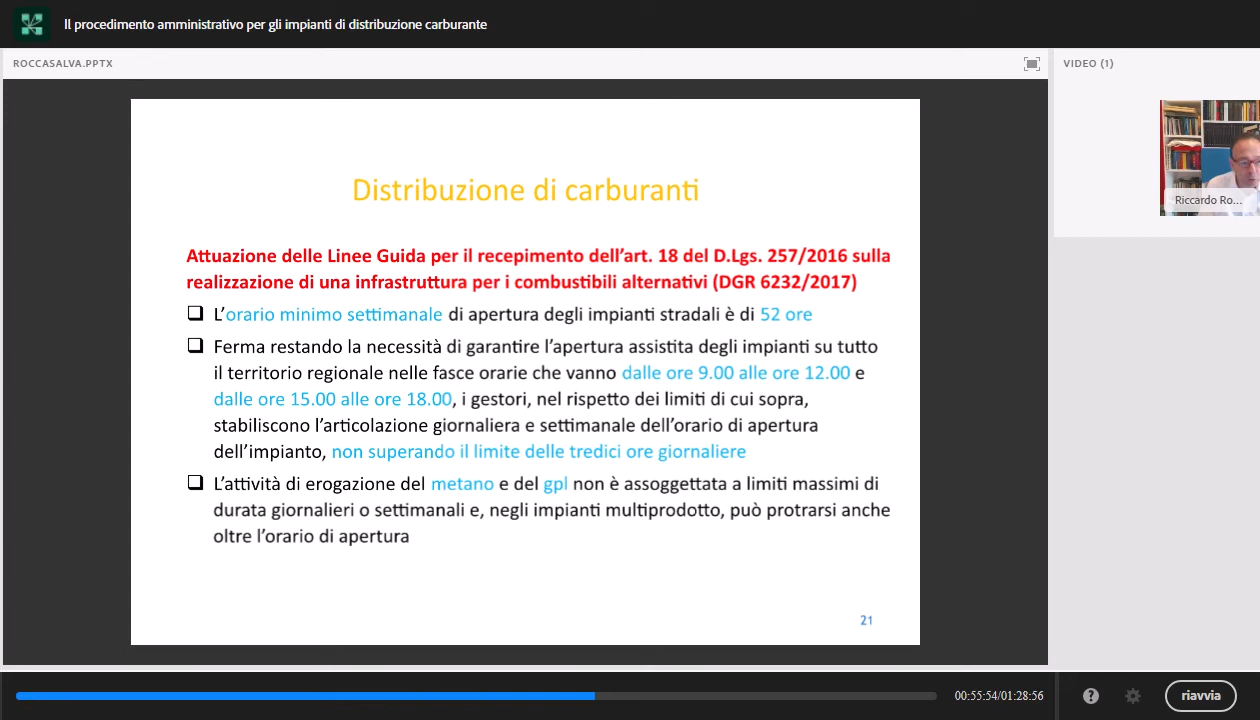 Il procedimento amministrativo per gli impianti di distribuzione carburante
ROCCASALVA.PPTX
VIDEO (1)
Riccardo Ro...
Distribuzione di carburanti
Attuazione delle Linee Guida per il recepimento dell'art. 18 del D.Lgs. 257/2016 sulla
realizzazione di una infrastruttura per i combustibili alternativi (DGR 6232/2017)
L'orario minimo settimanale di apertura degli impianti stradali è di 52 ore
Ferma restando la necessità di garantire l'apertura assistita degli impianti su tutto
il territorio regionale nelle fasce orarie che vanno dalle ore 9.00 alle ore 12.00 e
dalle ore 15.00 alle ore 18.00, i gestori, nel rispetto dei limiti di cui sopra,
stabiliscono l'articolazione giornaliera e settimanale dell'orario di apertura
dell'impianto, non superando il limite delle tredici ore giornaliere
L'attività di erogazione del metano e del gpl non è assoggettata a limiti massimi di
durata giornalieri o settimanali e, negli impianti multiprodotto, può protrarsi anche
oltre l'orario di apertura
21
00:55:54/01:28:56
riavvia